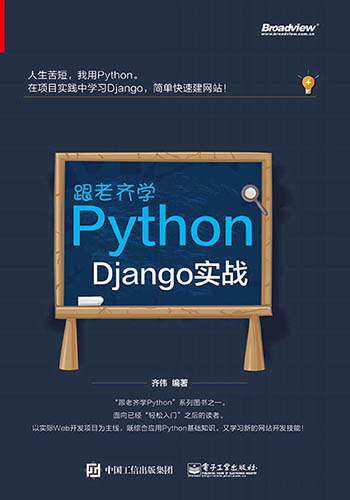 Broadview®
www.broadview.com.cn
人生苦短，我用Python。
在项目实践中学习Django，简单快速建网站！
跟老齐学
Python
Django实战
齐伟 编著
“跟老齐学Python”系列图书之一。
面向已经“轻松入门”之后的读者。
以实际Web开发项目为主线，既综合应用Python基础知识，又学习新的网站开发技能！
中国工信出版集团
电子工业出版社